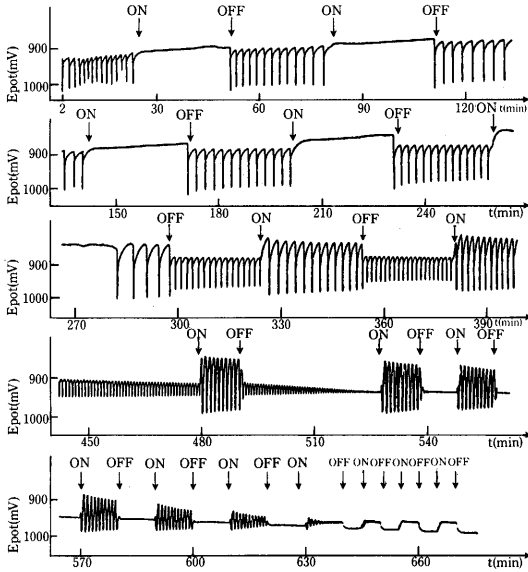 ON OFF ON OFF
Epot(mV)
900
1000
2 30 60 90 120 t(min)
ON OFF ON OFF ON
Epot(mV)
900
1000
150 180 210 240 t(min)
OFF ON OFF ON
Epot(mV)
900
1000
270 300 330 360 390 t(min)
ON OFF ON OFF ON OFF
Epot(mV)
900
1000
450 480 510 540 t(min)
ON OFF ON OFF ON OFF ON OFF ON OFF ON OFF ON OFF
Epot(mV)
900
1000
570 600 630 660 t(min)